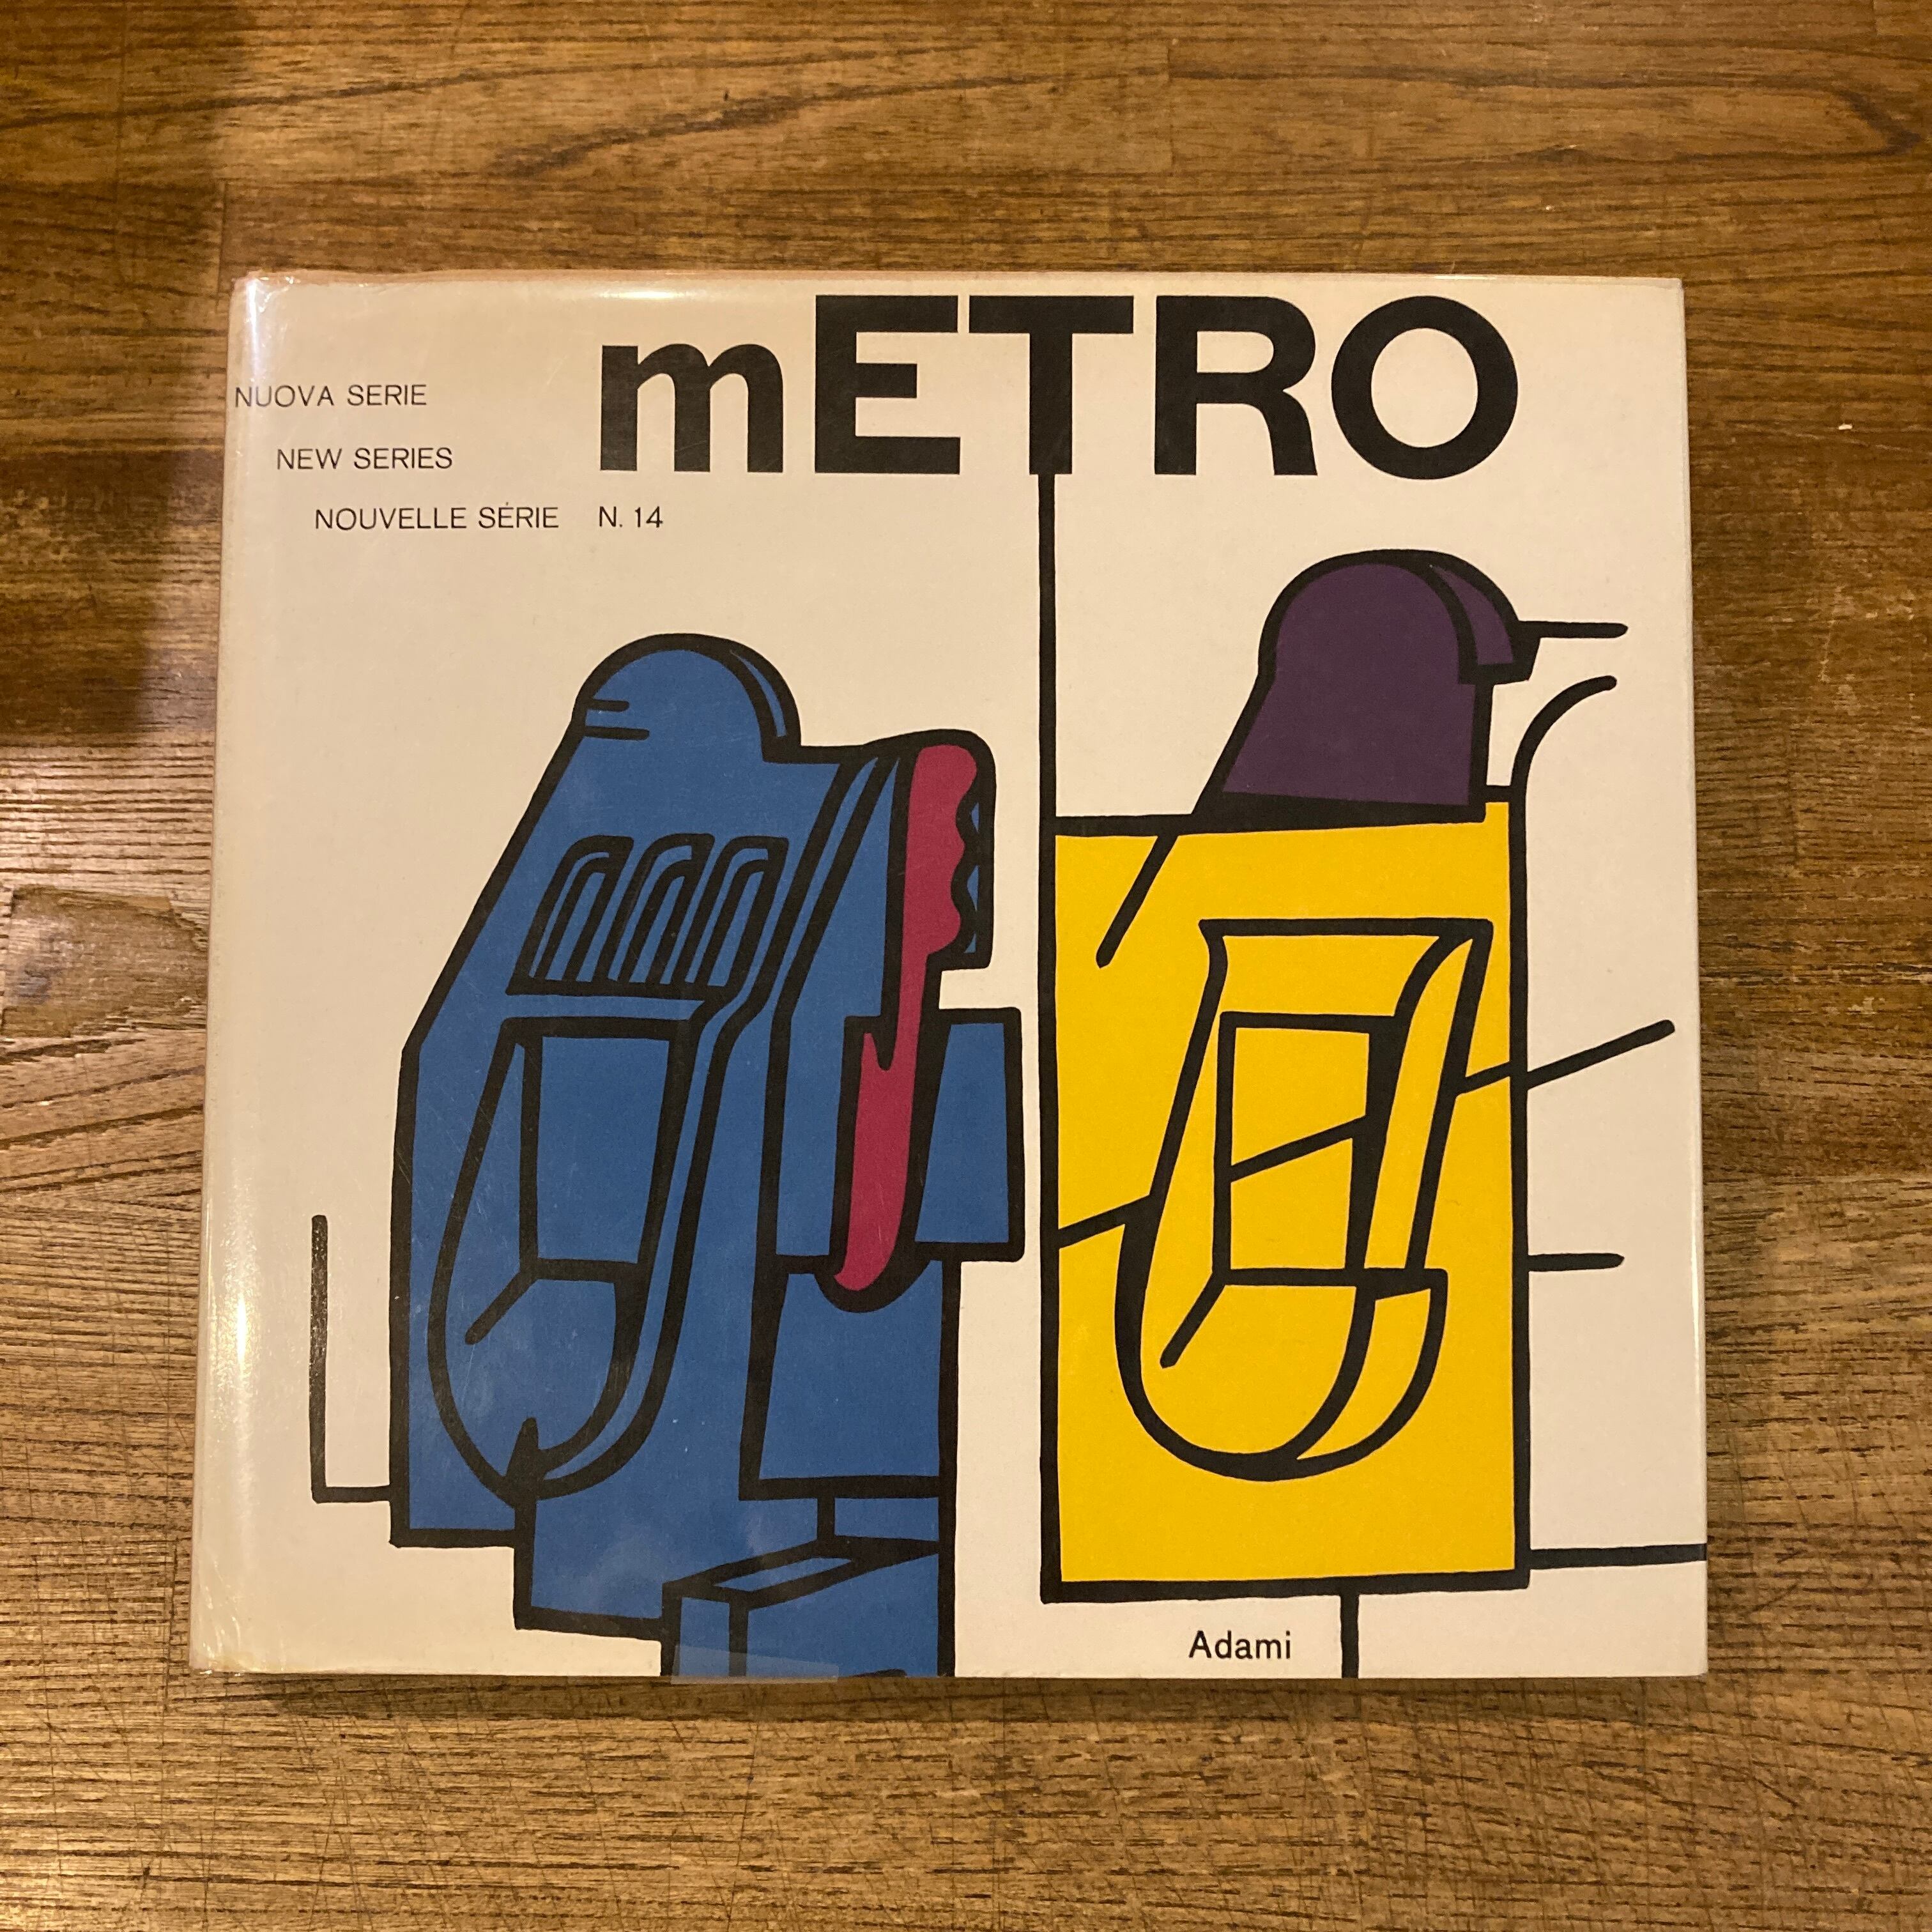 mETRO
NUOVA SERIE
NEW SERIES
NOUVELLE SÉRIE N. 14
Adami